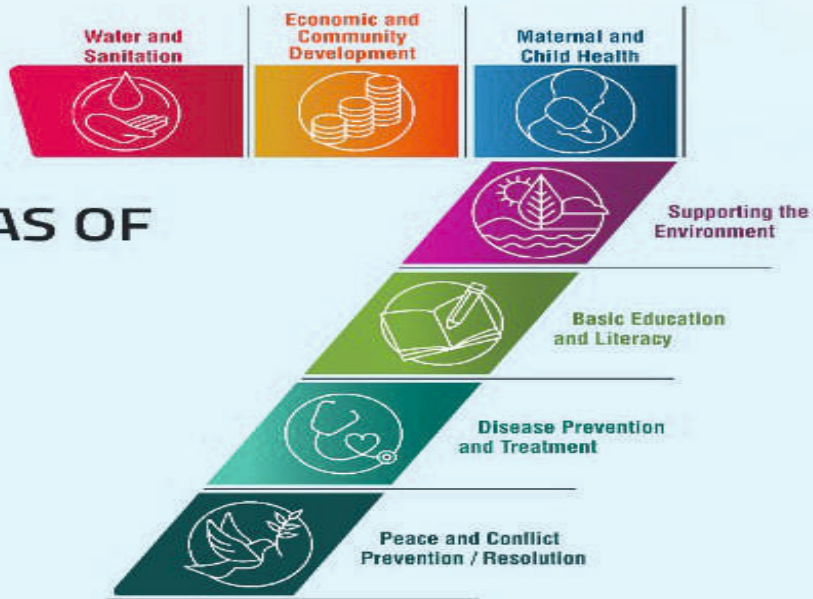 Water and
Sanitation
Economic and
Community
Development
Maternal and
Child Health
AS OF
Supporting the
Environment
Basic Education
and Literacy
Disease Prevention
and Treatment
Peace and Conflict
Prevention / Resolution